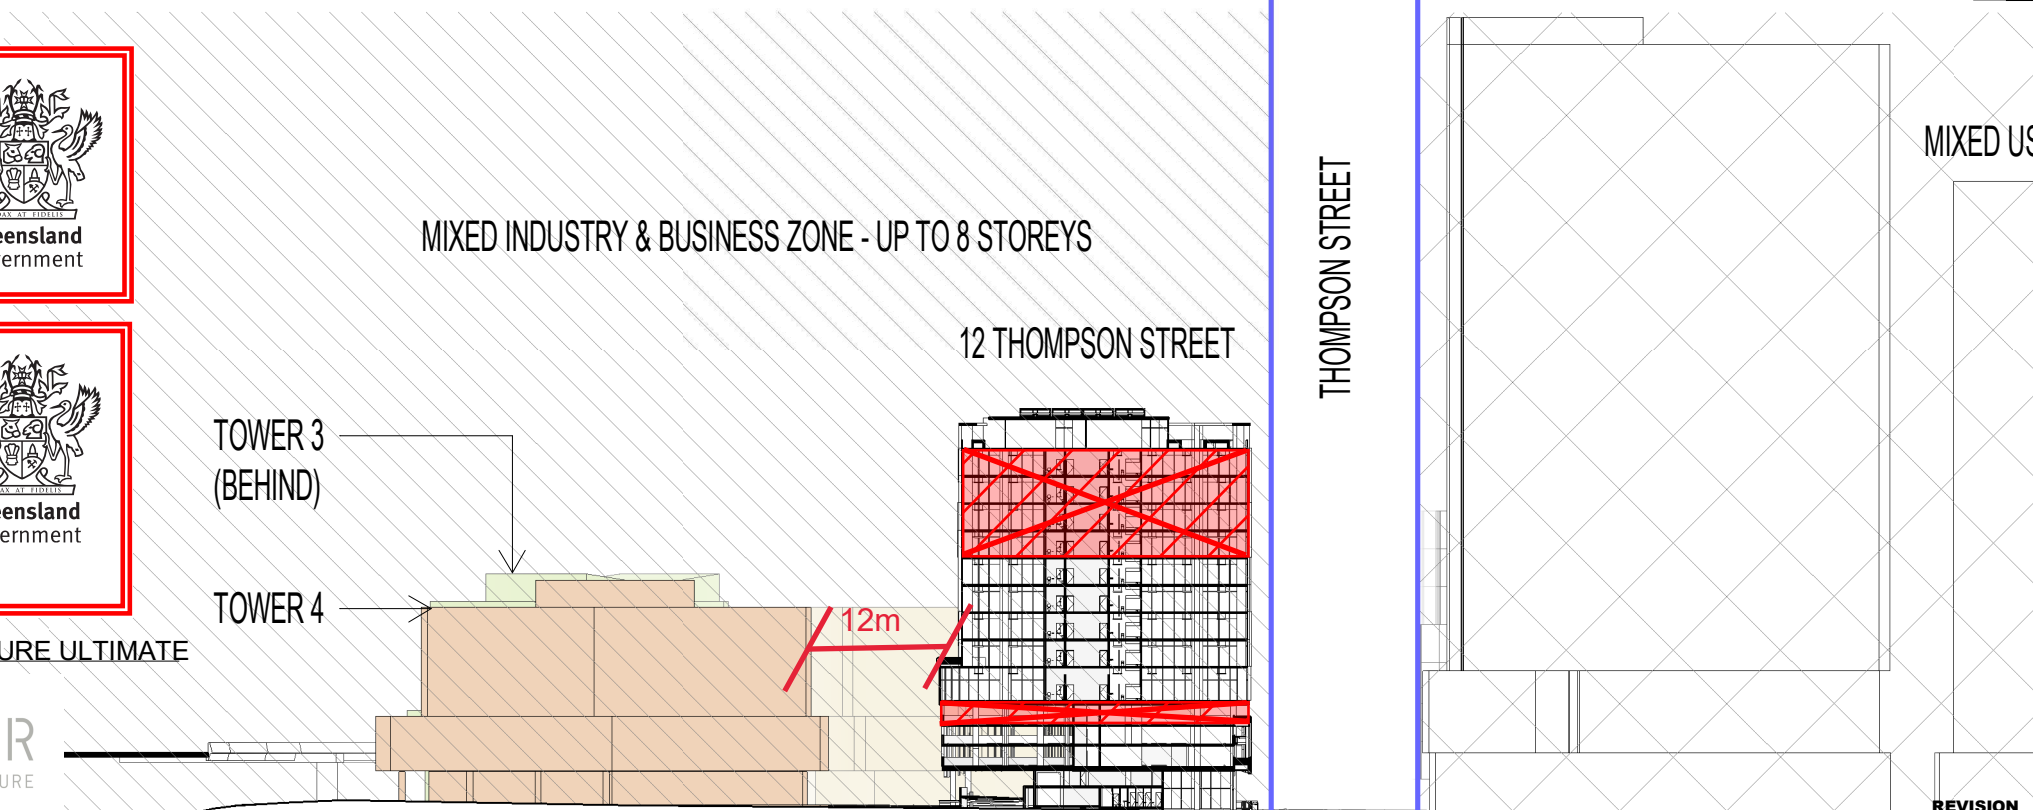 MIXED US
MIXED INDUSTRY & BUSINESS ZONE - UP TO 8 STOREYS
THOMPSON STREET
eensland
ernment
12 THOMPSON STREET
TOWER 3
(BEHIND)
eensland
ernment
TOWER 4
12m
URE ULTIMATE
R
URE
REVISION